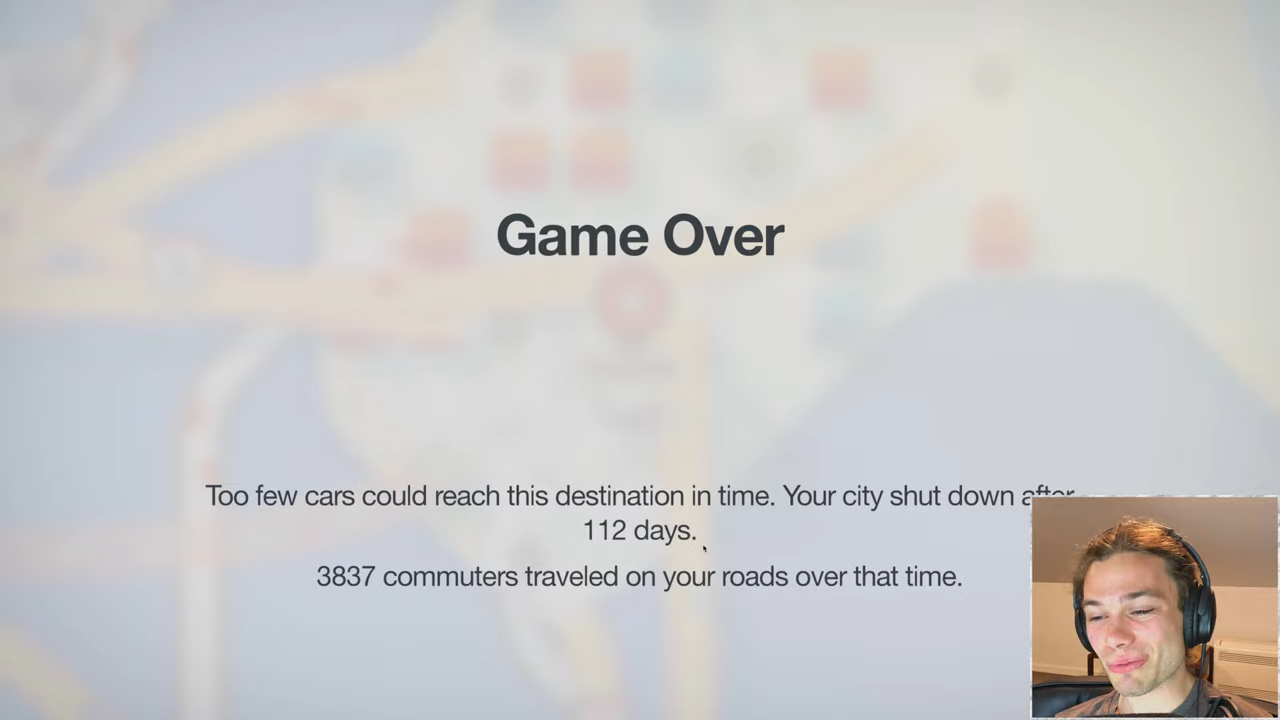 Game Over
Too few cars could reach this destination in time. Your city shut down after
112 days.
3837 commuters traveled on your roads over that time.